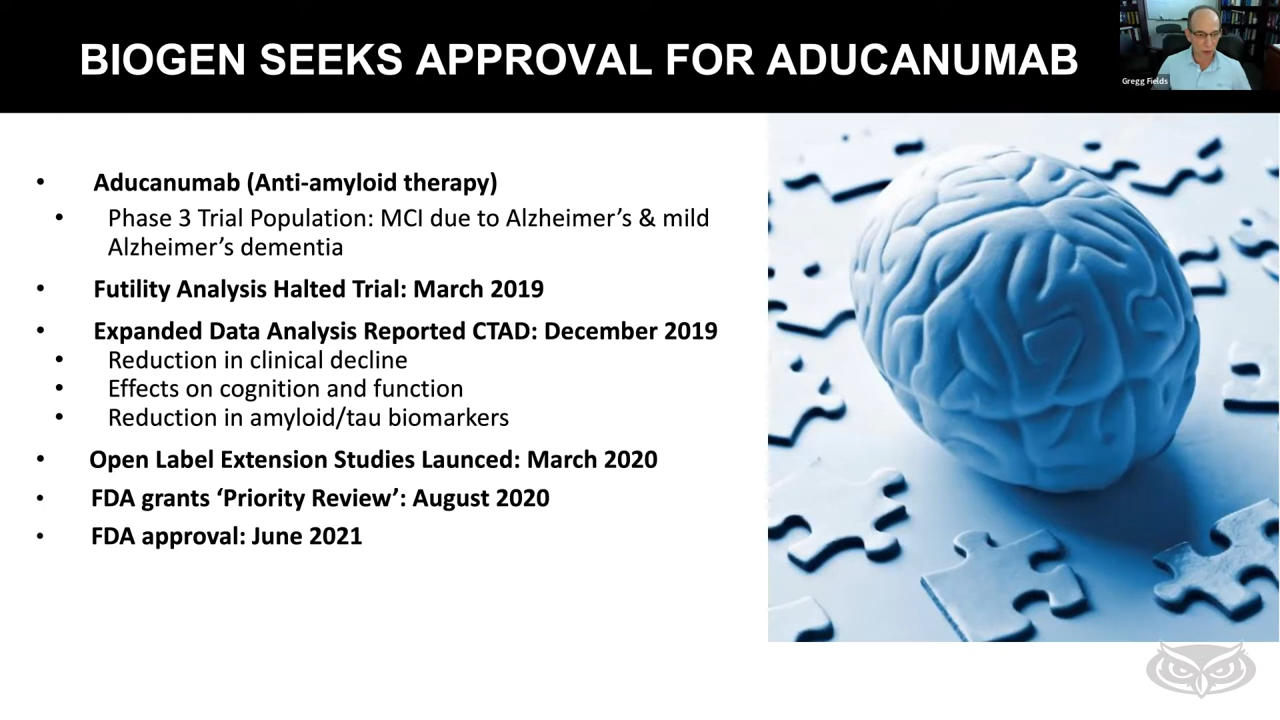 BIOGEN SEEKS APPROVAL FOR ADUCANUMAB
Gregg Fields
• Aducanumab (Anti-amyloid therapy)
• Phase 3 Trial Population: MCI due to Alzheimer’s & mild
Alzheimer’s dementia
• Futility Analysis Halted Trial: March 2019
• Expanded Data Analysis Reported CTAD: December 2019
• Reduction in clinical decline
• Effects on cognition and function
• Reduction in amyloid/tau biomarkers
• Open Label Extension Studies Launced: March 2020
• FDA grants ‘Priority Review’: August 2020
• FDA approval: June 2021